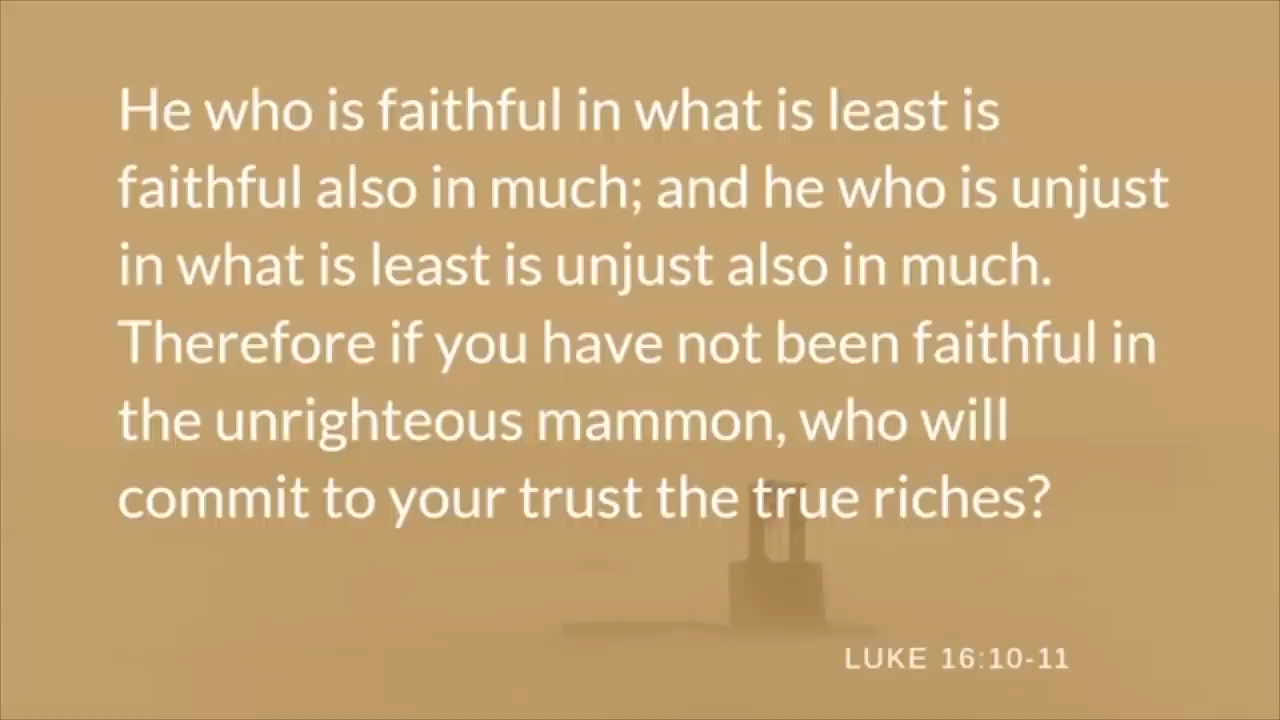 He who is faithful in what is least is
faithful also in much; and he who is unjust
in what is least is unjust also in much.
Therefore if you have not been faithful in
the unrighteous mammon, who will
commit to your trust the true riches?
LUKE 16:10-11